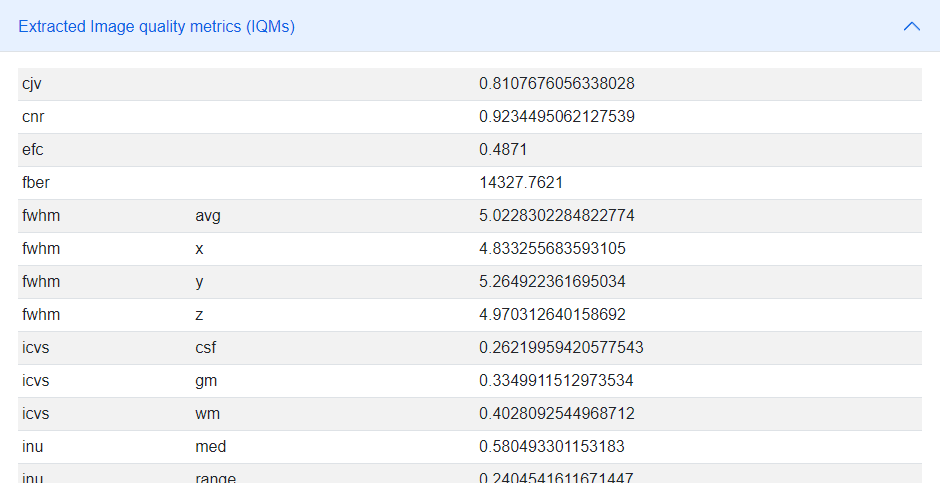 Extracted Image quality metrics (IQMs)
cjv 0.8107676056338028
cnr 0.9234495062127539
efc 0.4871
fber 14327.7621
fwhm avg 5.0228302284822774
fwhm x 4.833255683593105
fwhm y 5.264922361695034
fwhm z 4.970312640158692
icvs csf 0.26219959420577543
icvs gm 0.3349911512973534
icvs wm 0.4028092544968712
inu med 0.580493301153183
inu range 0.2404541611671447